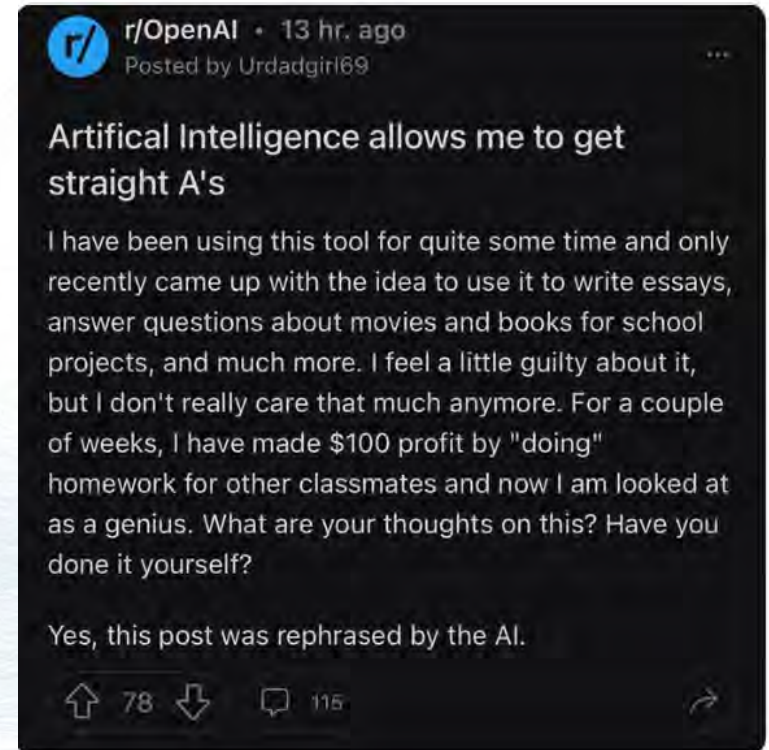 r/ r/OpenAI • 13 hr. ago
Posted by Urdadgirl69
Artifical Intelligence allows me to get
straight A's
I have been using this tool for quite some time and only
recently came up with the idea to use it to write essays,
answer questions about movies and books for school
projects, and much more. I feel a little guilty about it,
but I don't really care that much anymore. For a couple
of weeks, I have made $100 profit by "doing"
homework for other classmates and now I am looked at
as a genius. What are your thoughts on this? Have you
done it yourself?
Yes, this post was rephrased by the AI.
78 115